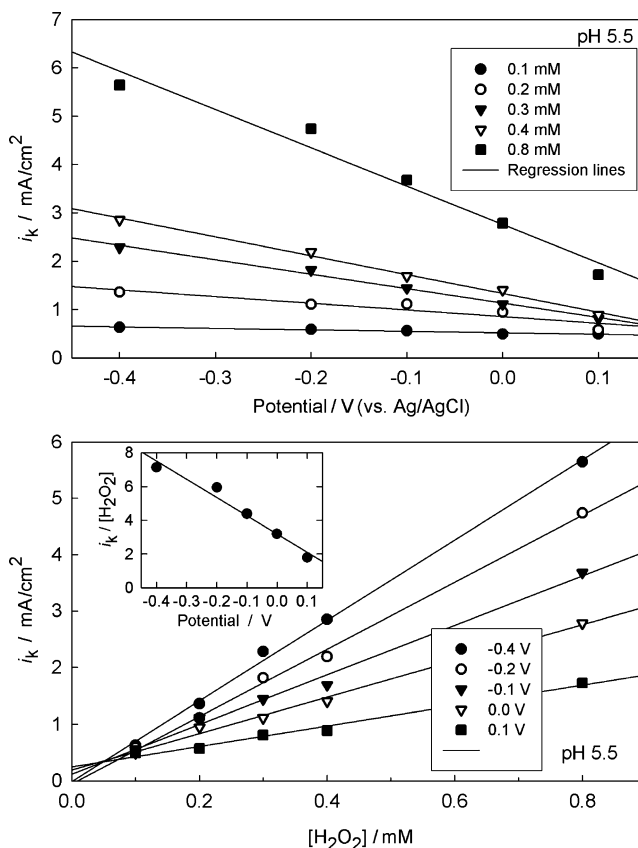 pH 5.5
7
6
5
4
3
2
1
0
i_k / mA/cm²
0.1 mM
0.2 mM
0.3 mM
0.4 mM
0.8 mM
Regression lines
-0.4 -0.3 -0.2 -0.1 0.0 0.1
Potential / V (vs. Ag/AgCl)
6
5
4
3
2
1
0
i_k / mA/cm²
8
6
4
2
0
i_k / [H₂O₂]
-0.4 -0.3 -0.2 -0.1 0.0 0.1
Potential / V
-0.4 V
-0.2 V
-0.1 V
0.0 V
0.1 V
pH 5.5
0.0 0.2 0.4 0.6 0.8
[H₂O₂] / mM